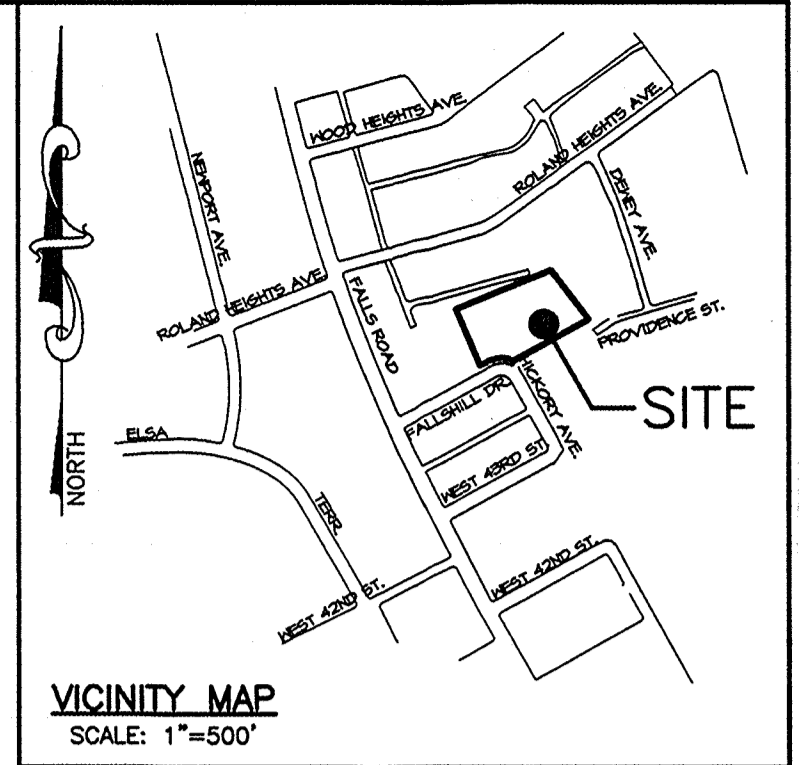 WOOD HEIGHTS AVE.
NEWPORT AVE.
ROLAND HEIGHTS AVE.
DEWEY AVE.
ROLAND HEIGHTS AVE.
FALLS ROAD
PROVIDENCE ST.
HICKORY AVE.
SITE
FALLSHILL DR.
ELSA
WEST 43RD ST.
NORTH
TERR.
WEST 42ND ST.
WEST 42ND ST.
VICINITY MAP
SCALE: 1"=500'